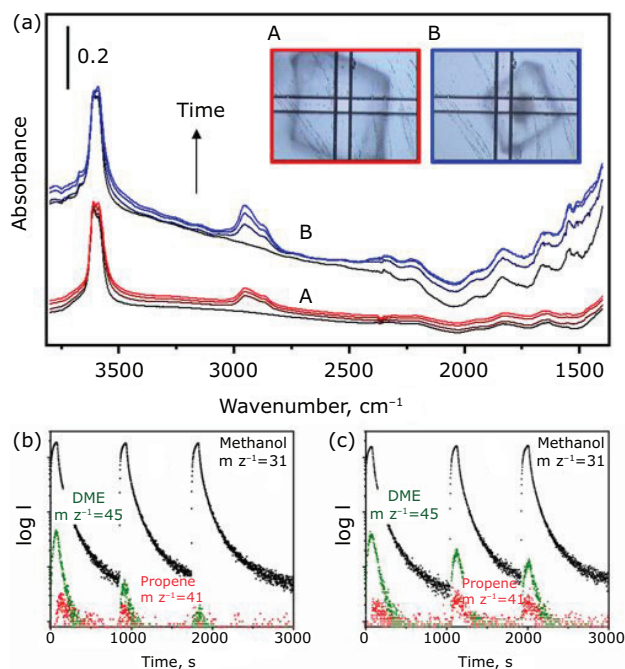 (a)
A
B
0.2
Time
Absorbance
B
A
3500
3000
2500
2000
1500
Wavenumber, cm⁻¹
(b)
Methanol
m z⁻¹=31
DME
m z⁻¹=45
Propene
m z⁻¹=41
log I
0
1000
2000
3000
Time, s
(c)
Methanol
m z⁻¹=31
DME
m z⁻¹=45
Propene
m z⁻¹=41
log I
0
1000
2000
3000
Time, s